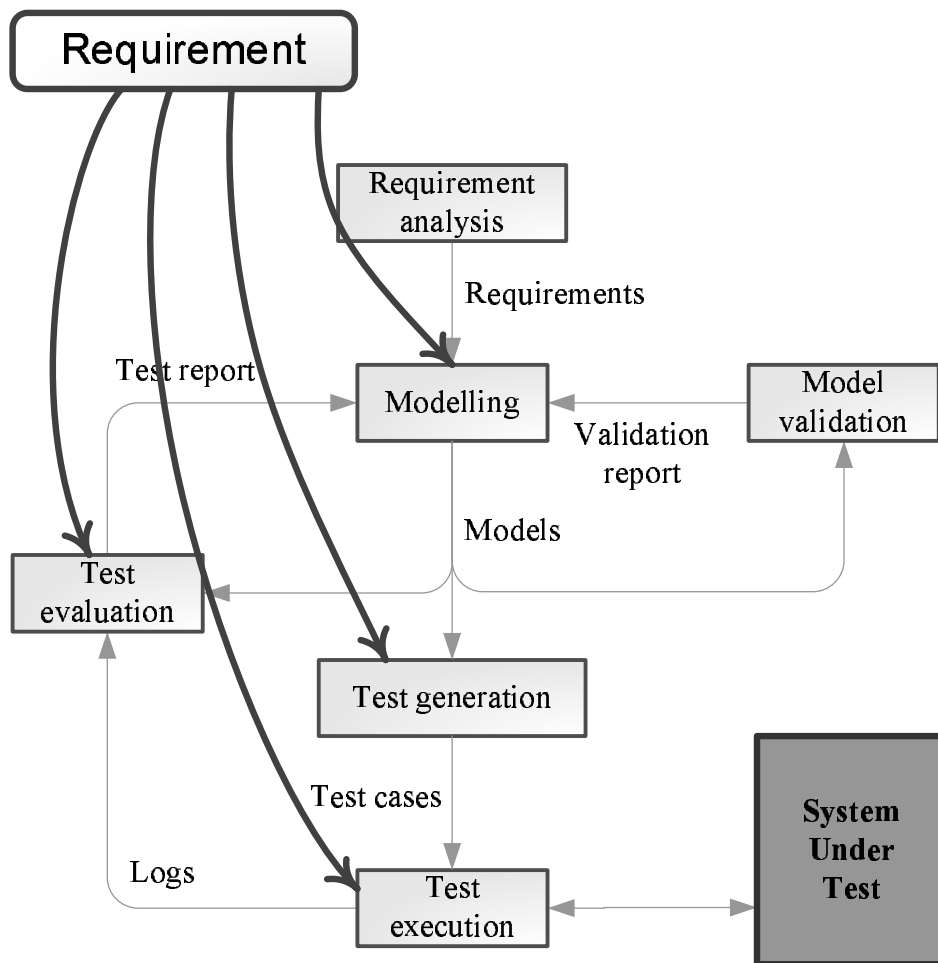 Requirement
Requirement
analysis
Requirements
Test report
Modelling
Model
validation
Validation
report
Models
Test
evaluation
Test generation
Test cases
System
Under
Test
Logs
Test
execution